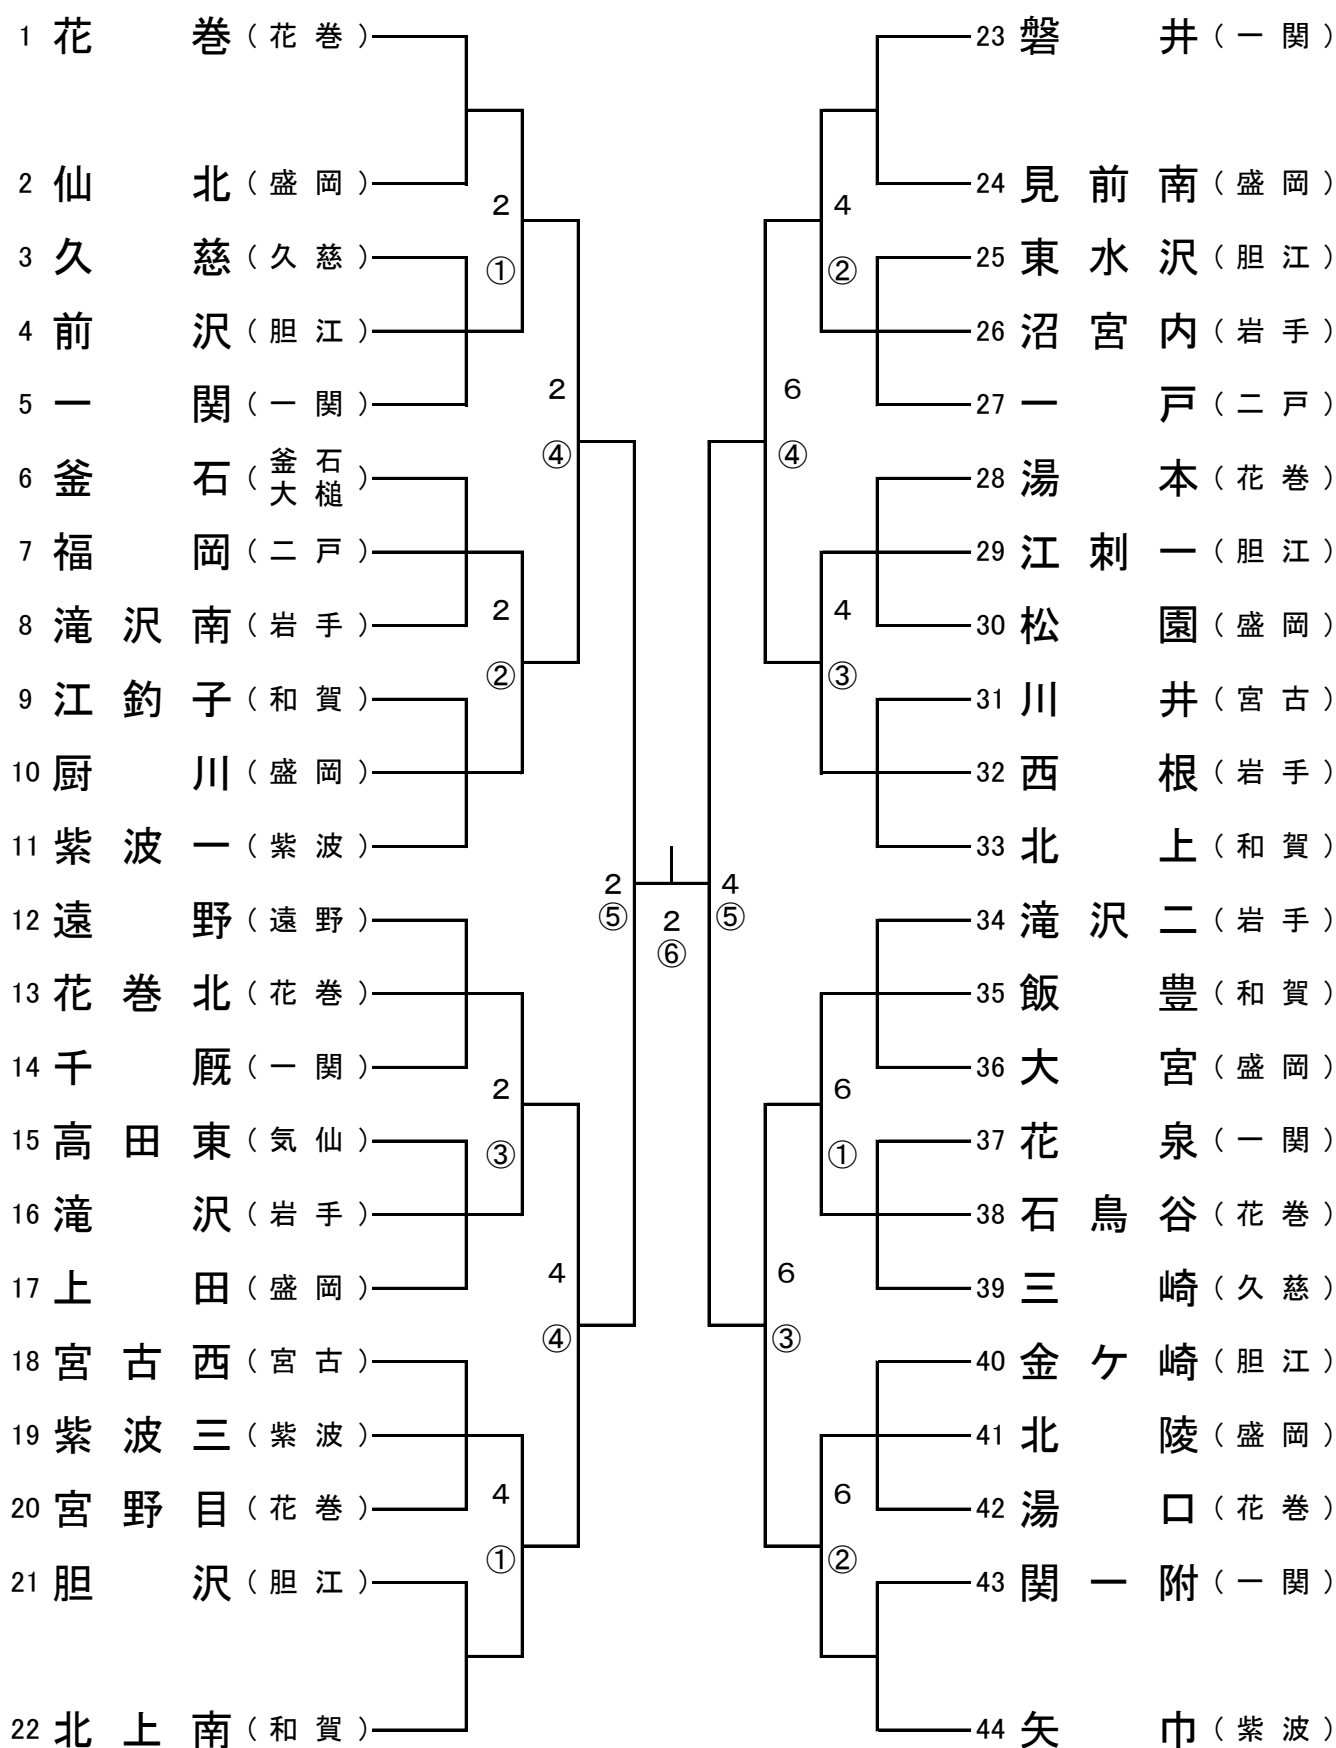 1 花巻（花巻）
2 仙北（盛岡）
3 久慈（久慈）
4 前沢（胆江）
5 一関（一関）
6 釜石（釜石大槌）
7 福岡（二戸）
8 滝沢南（岩手）
9 江釣子（和賀）
10 厨川（盛岡）
11 紫波一（紫波）
12 遠野（遠野）
13 花巻北（花巻）
14 千厩（一関）
15 高田東（気仙）
16 滝沢（岩手）
17 上田（盛岡）
18 宮古西（宮古）
19 紫波三（紫波）
20 宮野目（花巻）
21 胆沢（胆江）
22 北上南（和賀）
2
①
2
④
2
②
2
⑤
2
③
4
④
4
①
2
⑥
4
②
6
④
4
③
4
⑤
6
①
6
③
6
②
23 磐井（一関）
24 見前南（盛岡）
25 東水沢（胆江）
26 沼宮内（岩手）
27 一戸（二戸）
28 湯本（花巻）
29 江刺一（胆江）
30 松園（盛岡）
31 川井（宮古）
32 西根（岩手）
33 北上（和賀）
34 滝沢二（岩手）
35 飯豊（和賀）
36 大宮（盛岡）
37 花泉（一関）
38 石鳥谷（花巻）
39 三崎（久慈）
40 金ケ崎（胆江）
41 北陵（盛岡）
42 湯口（花巻）
43 関一附（一関）
44 矢巾（紫波）